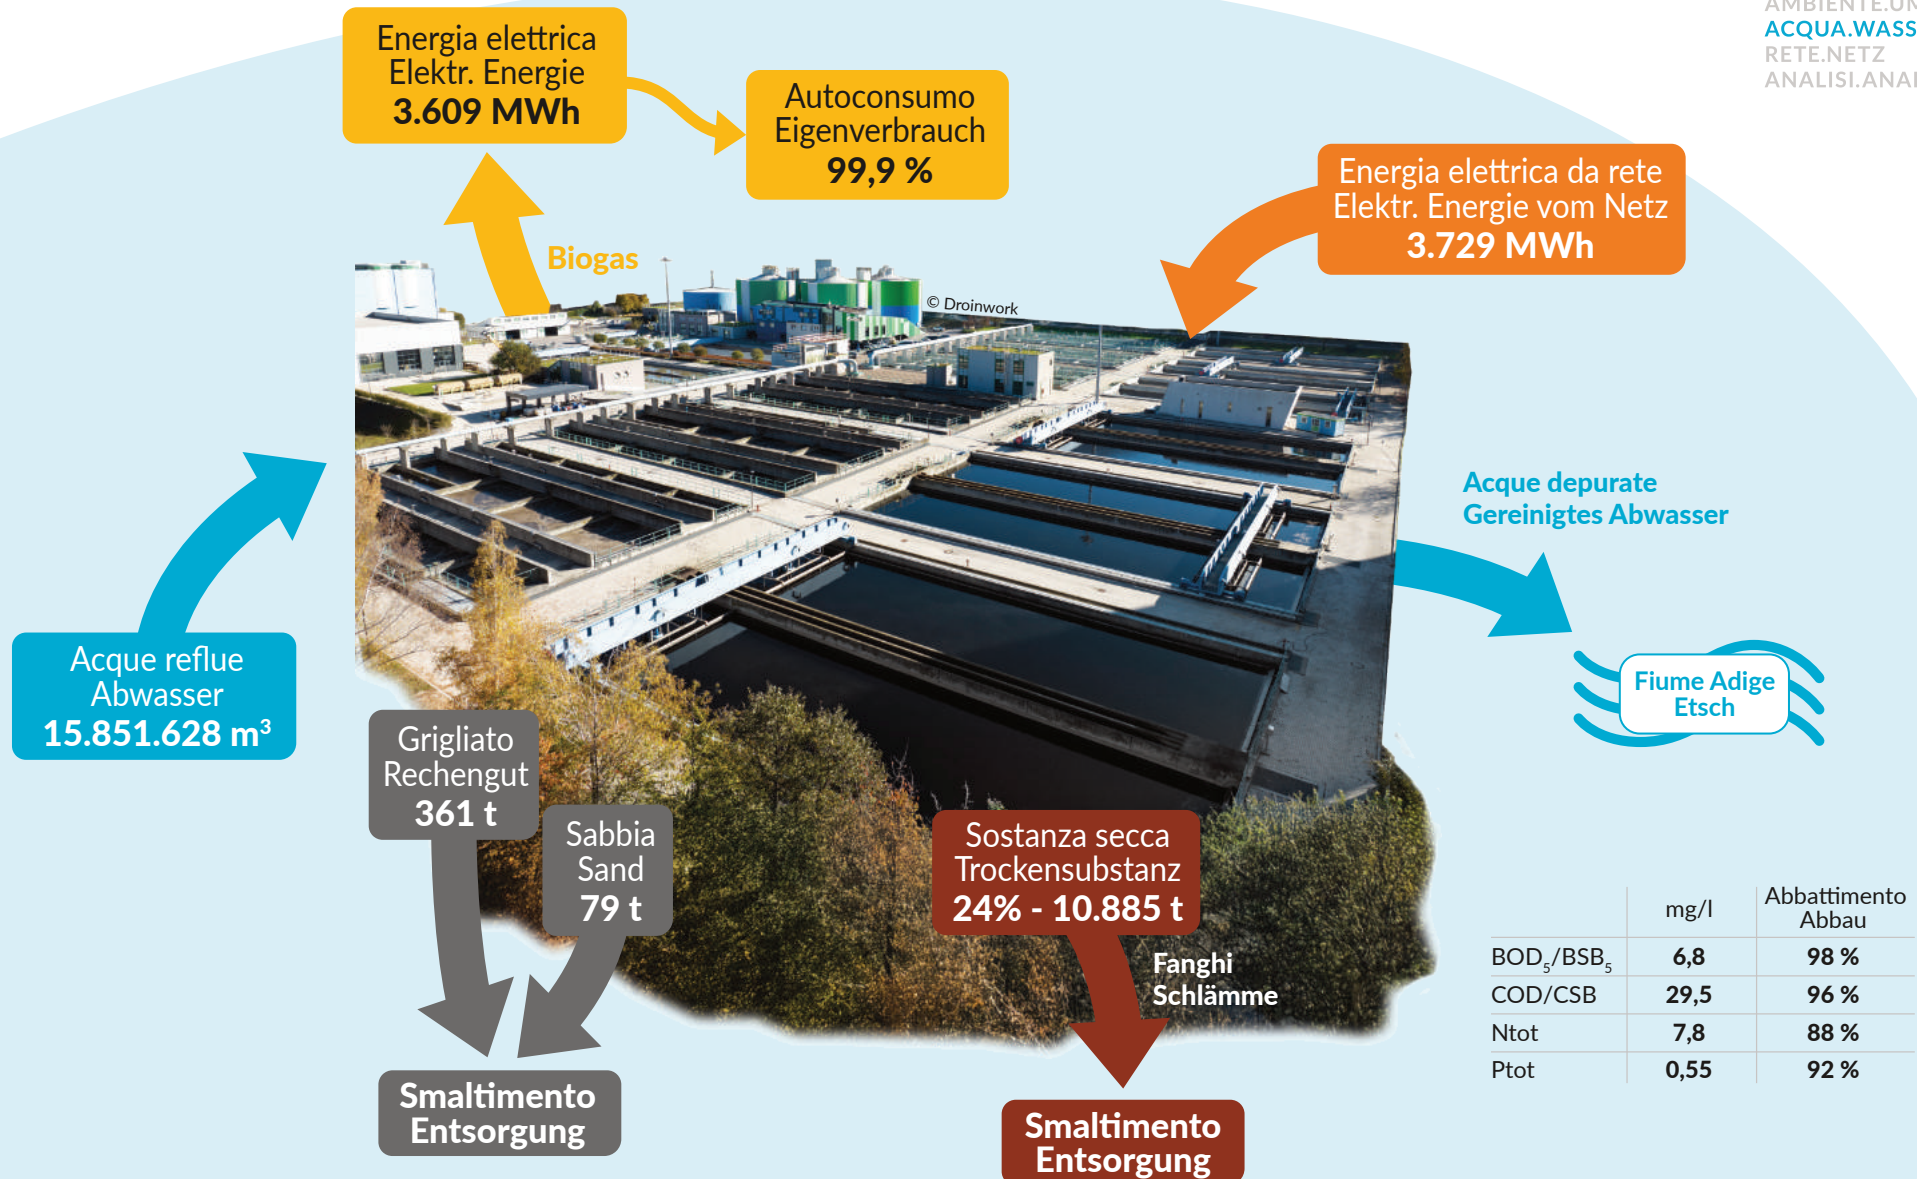 AMBIENTE.UM
ACQUA.WASS
RETE.NETZ
ANALISI.ANAL
Energia elettrica
Elektr. Energie
3.609 MWh
Autoconsumo
Eigenverbrauch
99,9 %
Energia elettrica da rete
Elektr. Energie vom Netz
3.729 MWh
Biogas
© Droinwork
Acque depurate
Gereinigtes Abwasser
Fiume Adige
Etsch
Acque reflue
Abwasser
15.851.628 m³
Grigliato
Rechengut
361 t
Sabbia
Sand
79 t
Smaltimento
Entsorgung
Sostanza secca
Trockensubstanz
24% - 10.885 t
Fanghi
Schlämme
Smaltimento
Entsorgung
mg/l Abbattimento
Abbau
BOD₅/BSB₅ 6,8 98 %
COD/CSB 29,5 96 %
Ntot 7,8 88 %
Ptot 0,55 92 %